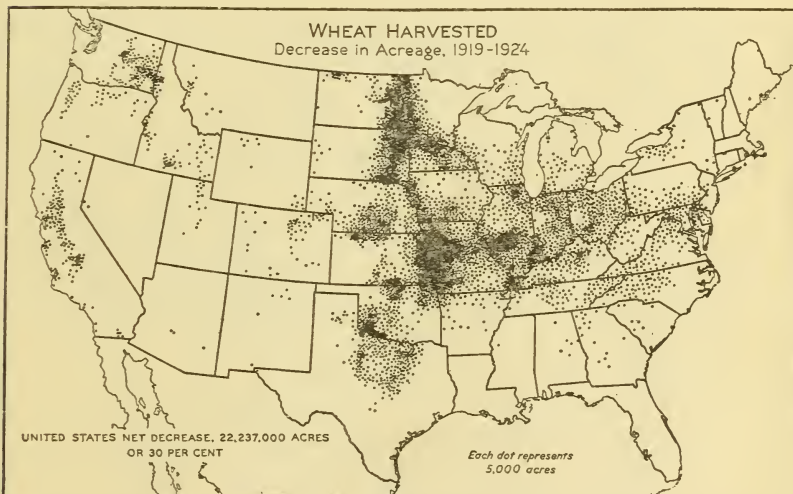 WHEAT HARVESTED
Decrease in Acreage, 1919-1924
UNITED STATES NET DECREASE, 22,237,000 ACRES
OR 30 PER CENT
Each dot represents
5,000 acres